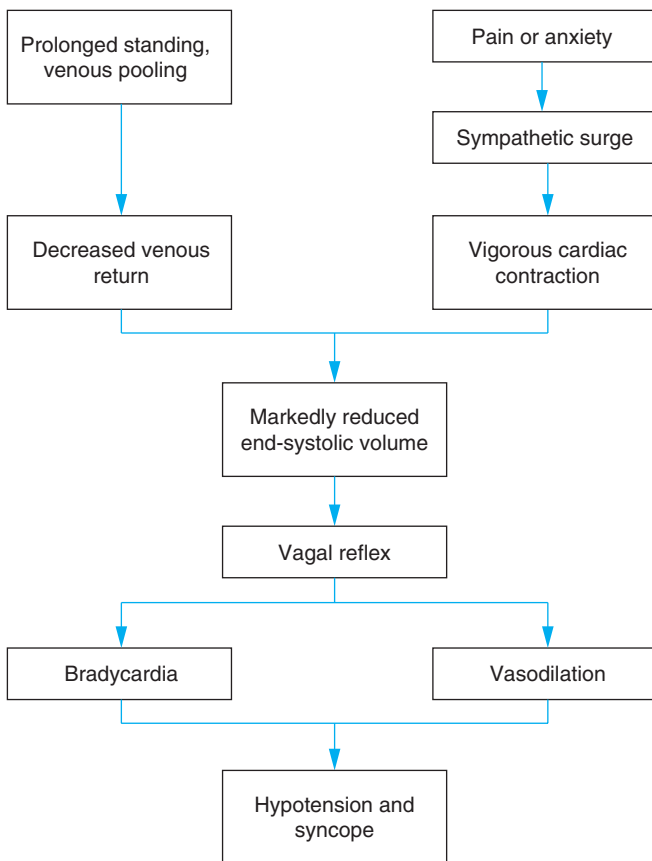 Prolonged standing,
venous pooling
Pain or anxiety
Sympathetic surge
Decreased venous
return
Vigorous cardiac
contraction
Markedly reduced
end-systolic volume
Vagal reflex
Bradycardia
Vasodilation
Hypotension and
syncope